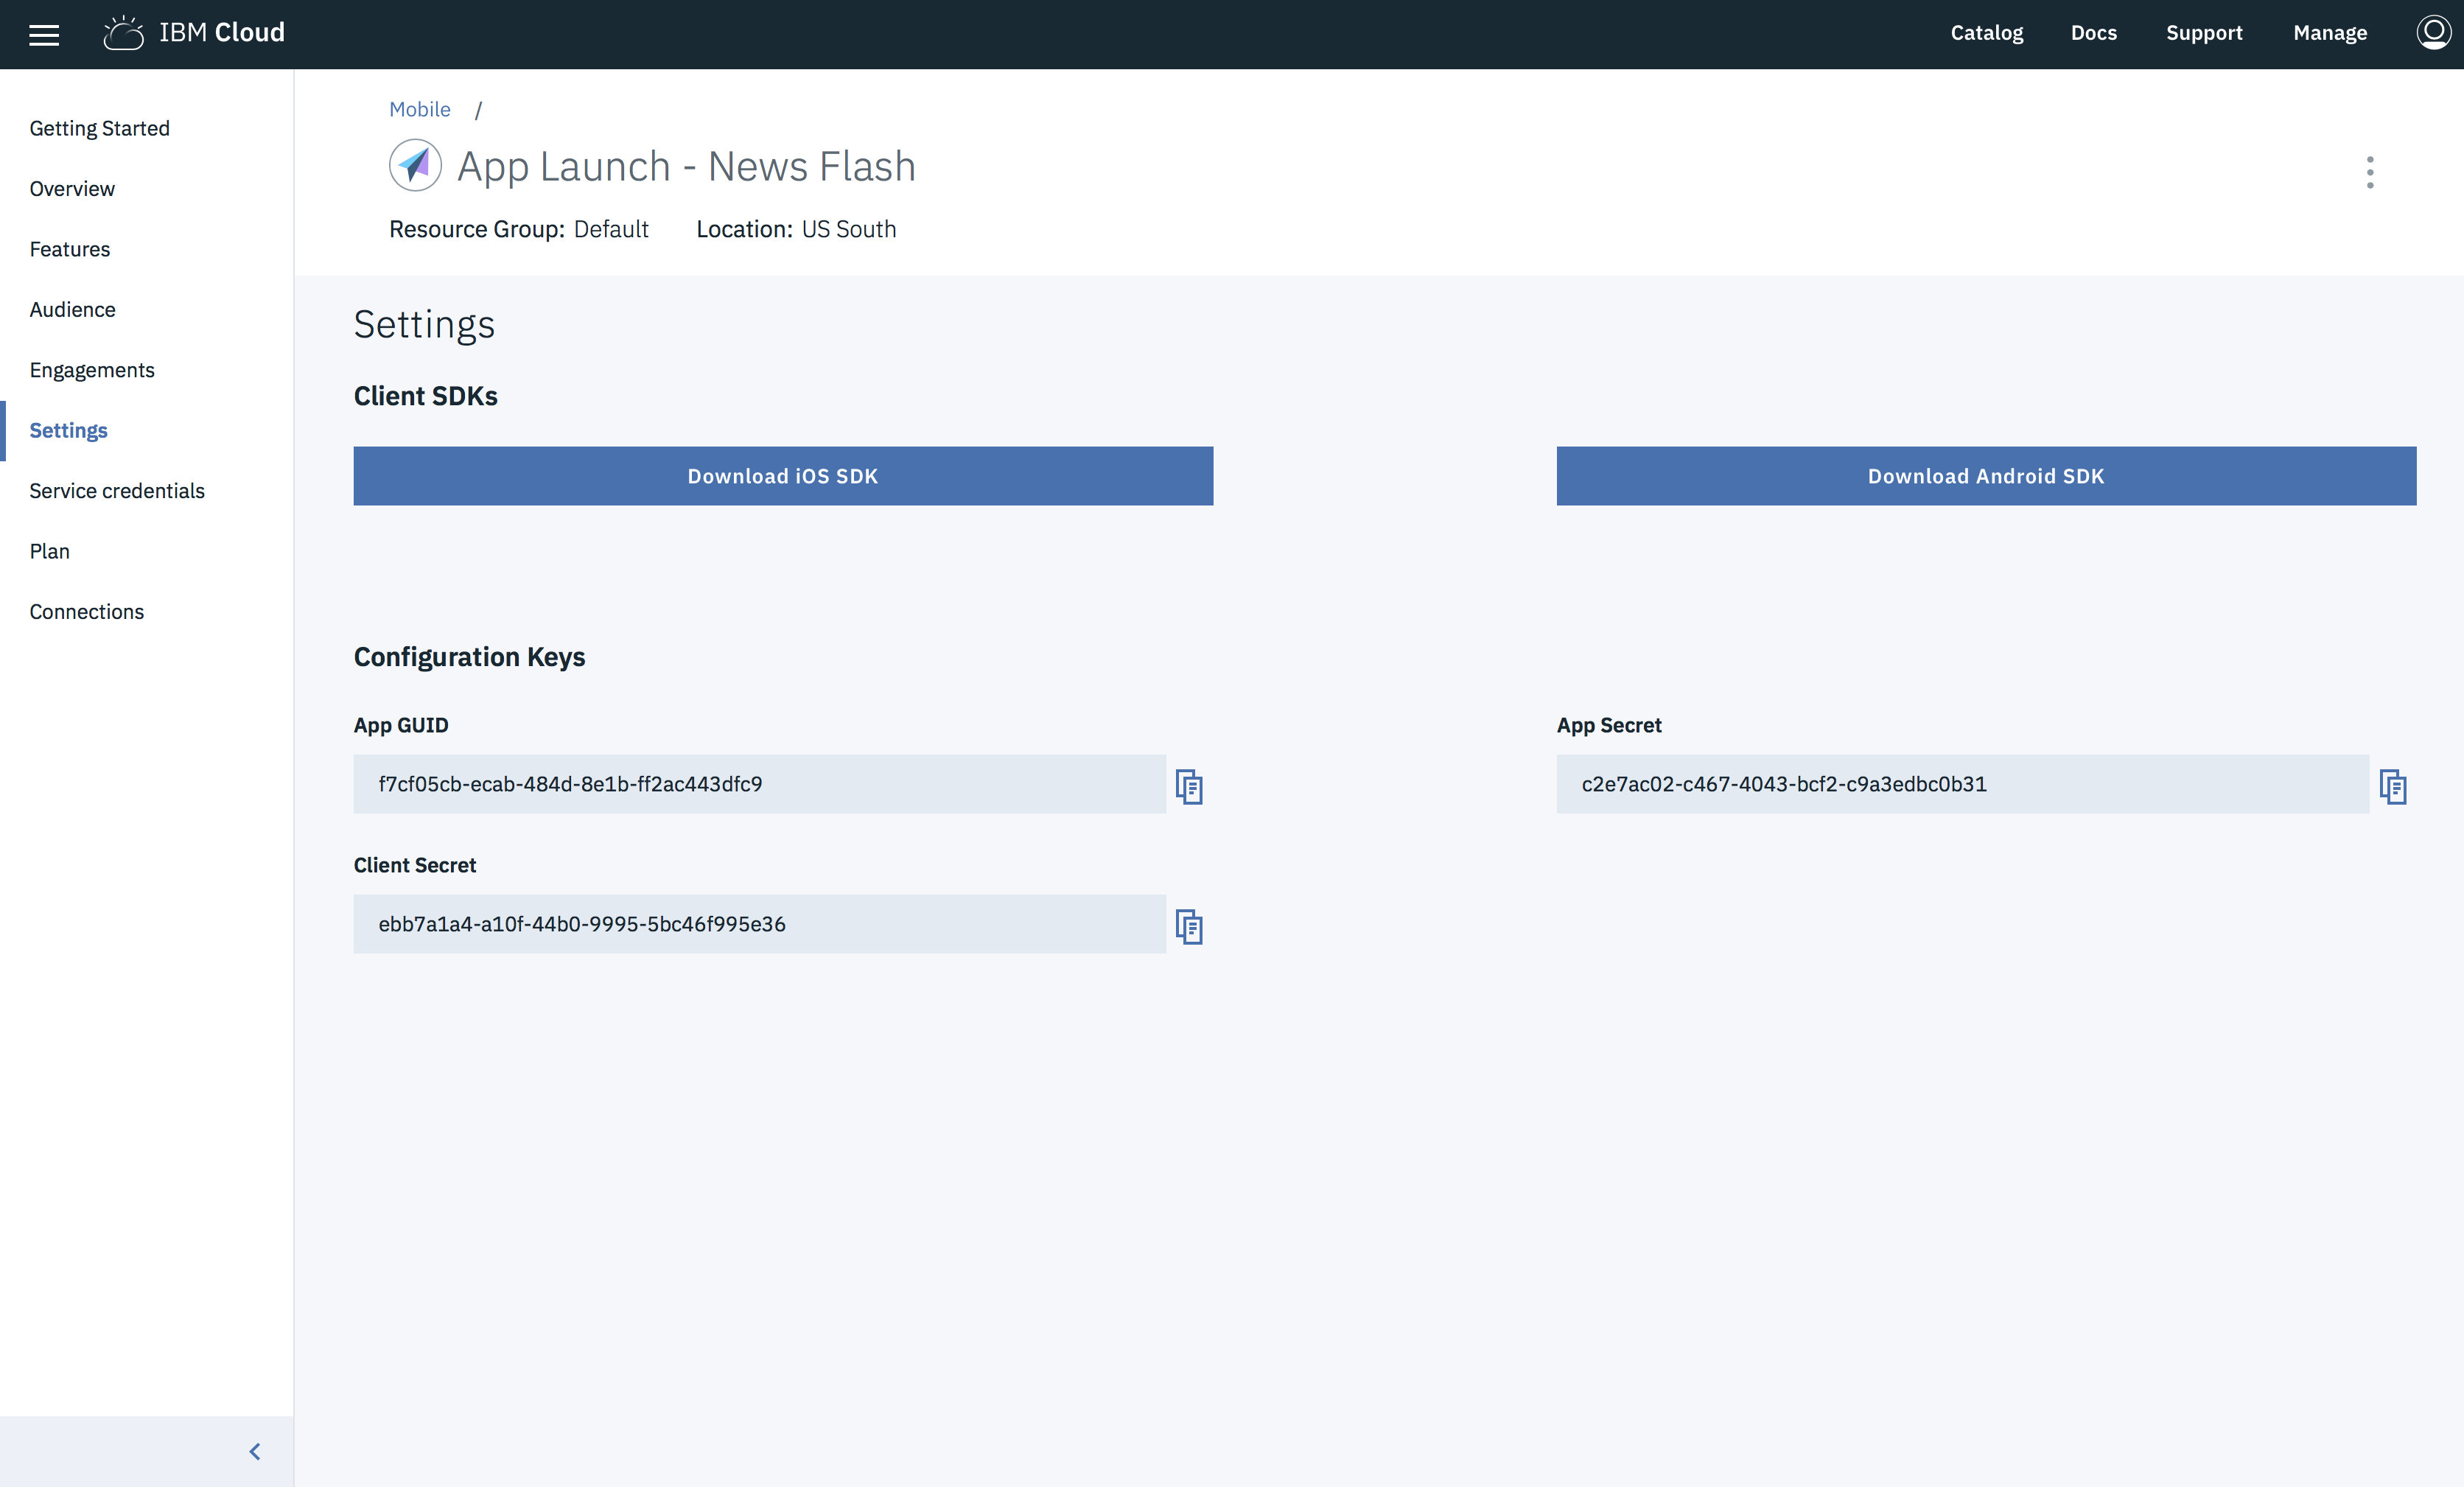 IBM Cloud
Catalog Docs Support Manage
Getting Started
Overview
Features
Audience
Engagements
Settings
Service credentials
Plan
Connections
Mobile /
App Launch - News Flash
Resource Group: Default Location: US South
Settings
Client SDKs
Download iOS SDK Download Android SDK
Configuration Keys
App GUID App Secret
f7cf05cb-ecab-484d-8e1b-ff2ac443dfc9 c2e7ac02-c467-4043-bcf2-c9a3edbc0b31
Client Secret
ebb7a1a4-a10f-44b0-9995-5bc46f995e36